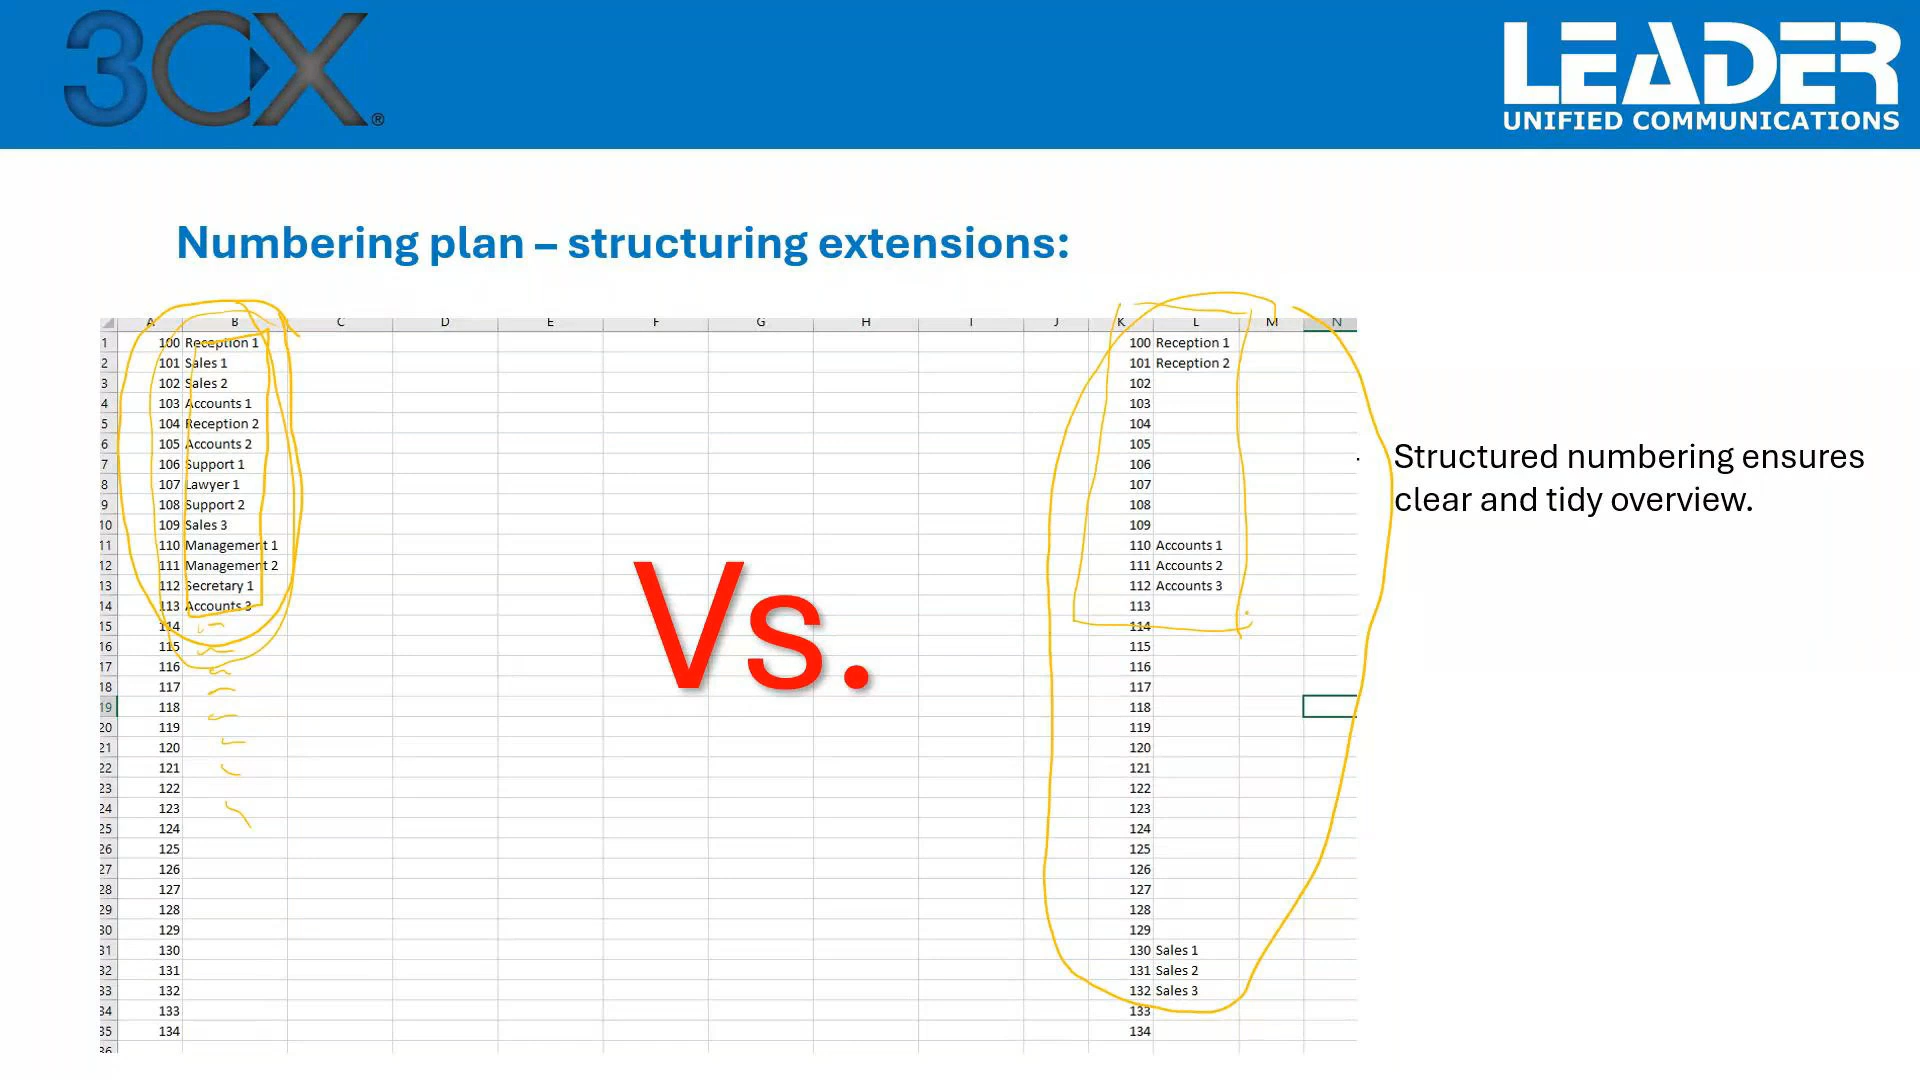 3CX®
LEADER
UNIFIED COMMUNICATIONS
Numbering plan – structuring extensions:
A B C D E F G H I J K L M N
1 100 Reception 1 100 Reception 1
2 101 Sales 1 101 Reception 2
3 102 Sales 2 102
4 103 Accounts 1 103
5 104 Reception 2 104
6 105 Accounts 2 105
7 106 Support 1 106
8 107 Lawyer 1 107
9 108 Support 2 108
10 109 Sales 3 109
11 110 Management 1 110 Accounts 1
12 111 Management 2 111 Accounts 2
13 112 Secretary 1 112 Accounts 3
14 113 Accounts 3 113
15 114 114
16 115 115
17 116 116
18 117 117
19 118 118
20 119 119
21 120 120
22 121 121
23 122 122
24 123 123
25 124 124
26 125 125
27 126 126
28 127 127
29 128 128
30 129 129
31 130 130 Sales 1
32 131 131 Sales 2
33 132 132 Sales 3
34 133 133
35 134 134
36
Vs.
Structured numbering ensures
clear and tidy overview.